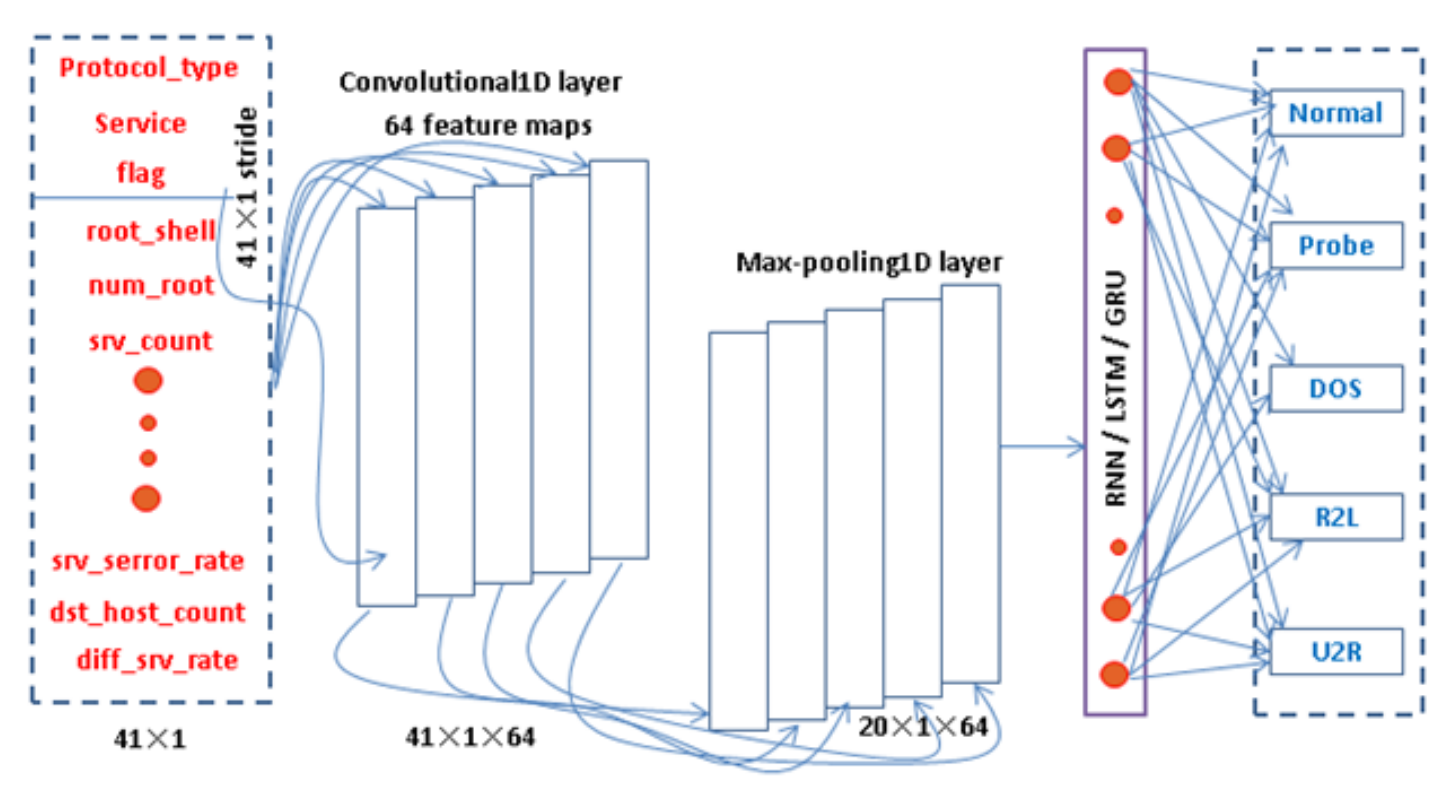 Protocol_type
Service
flag
root_shell
num_root
srv_count
srv_serror_rate
dst_host_count
diff_srv_rate
41×1
41×1 stride
Convolutional1D layer
64 feature maps
41×1×64
Max-pooling1D layer
20×1×64
RNN / LSTM / GRU
Normal
Probe
DOS
R2L
U2R